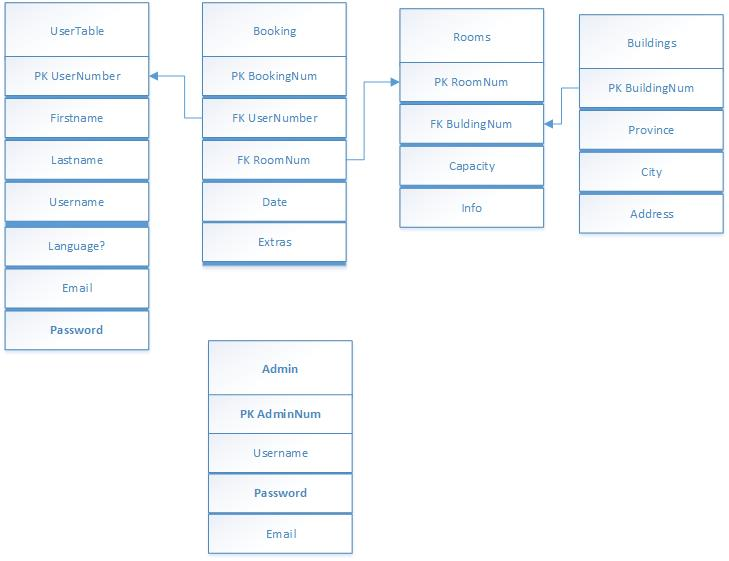 UserTable
PK UserNumber
Firstname
Lastname
Username
Language?
Email
Password
Booking
PK BookingNum
FK UserNumber
FK RoomNum
Date
Extras
Rooms
PK RoomNum
FK BuldingNum
Capacity
Info
Buildings
PK BuildingNum
Province
City
Address
Admin
PK AdminNum
Username
Password
Email